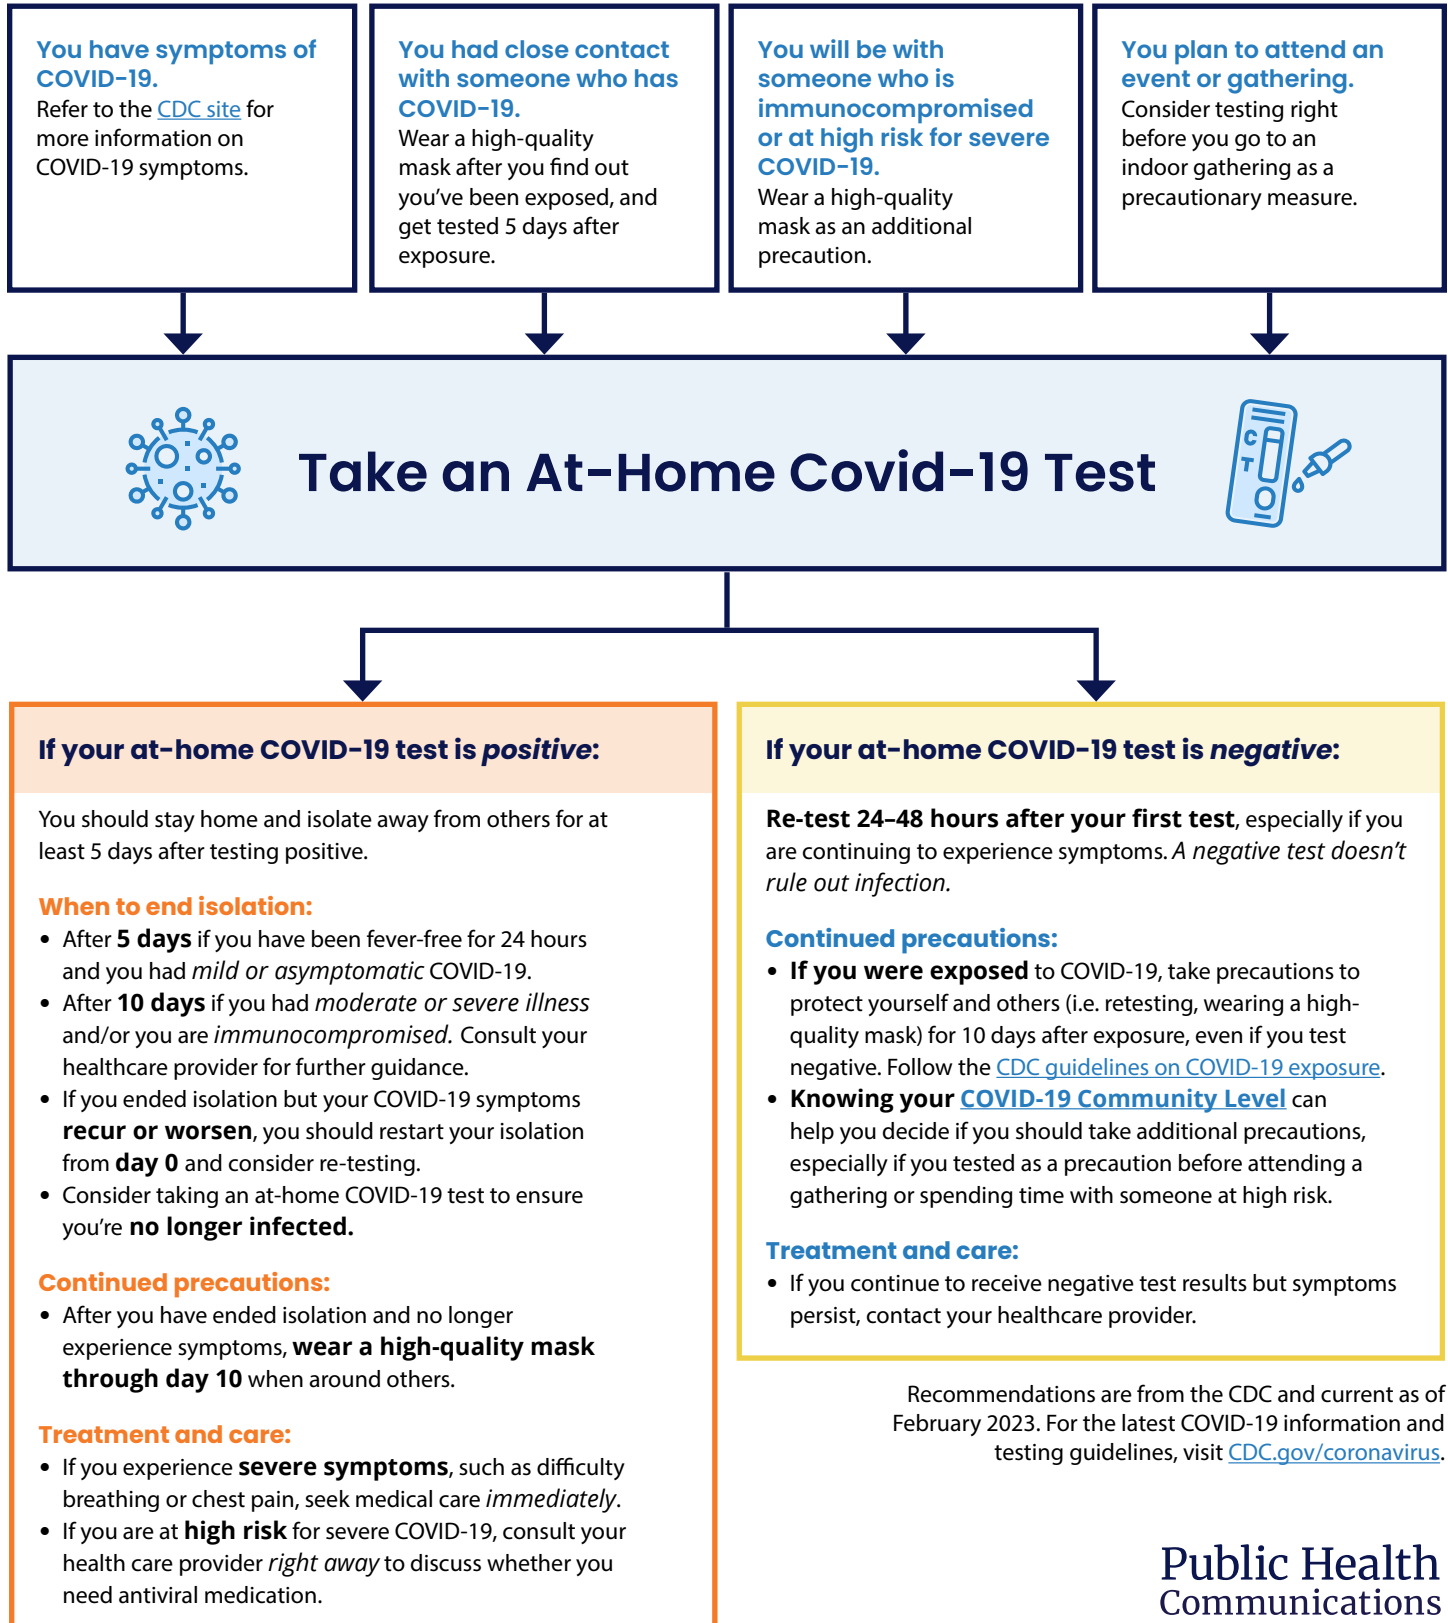 You have symptoms of
COVID-19.
Refer to the CDC site for
more information on
COVID-19 symptoms.
You had close contact
with someone who has
COVID-19.
Wear a high-quality
mask after you find out
you've been exposed, and
get tested 5 days after
exposure.
You will be with
someone who is
immunocompromised
or at high risk for severe
COVID-19.
Wear a high-quality
mask as an additional
precaution.
You plan to attend an
event or gathering.
Consider testing right
before you go to an
indoor gathering as a
precautionary measure.
Take an At-Home Covid-19 Test
C
T
If your at-home COVID-19 test is positive:
You should stay home and isolate away from others for at
least 5 days after testing positive.
When to end isolation:
• After 5 days if you have been fever-free for 24 hours
and you had mild or asymptomatic COVID-19.
• After 10 days if you had moderate or severe illness
and/or you are immunocompromised. Consult your
healthcare provider for further guidance.
• If you ended isolation but your COVID-19 symptoms
recur or worsen, you should restart your isolation
from day 0 and consider re-testing.
• Consider taking an at-home COVID-19 test to ensure
you're no longer infected.
Continued precautions:
• After you have ended isolation and no longer
experience symptoms, wear a high-quality mask
through day 10 when around others.
Treatment and care:
• If you experience severe symptoms, such as difficulty
breathing or chest pain, seek medical care immediately.
• If you are at high risk for severe COVID-19, consult your
health care provider right away to discuss whether you
need antiviral medication.
If your at-home COVID-19 test is negative:
Re-test 24–48 hours after your first test, especially if you
are continuing to experience symptoms. A negative test doesn't
rule out infection.
Continued precautions:
• If you were exposed to COVID-19, take precautions to
protect yourself and others (i.e. retesting, wearing a high-
quality mask) for 10 days after exposure, even if you test
negative. Follow the CDC guidelines on COVID-19 exposure.
• Knowing your COVID-19 Community Level can
help you decide if you should take additional precautions,
especially if you tested as a precaution before attending a
gathering or spending time with someone at high risk.
Treatment and care:
• If you continue to receive negative test results but symptoms
persist, contact your healthcare provider.
Recommendations are from the CDC and current as of
February 2023. For the latest COVID-19 information and
testing guidelines, visit CDC.gov/coronavirus.
Public Health
Communications